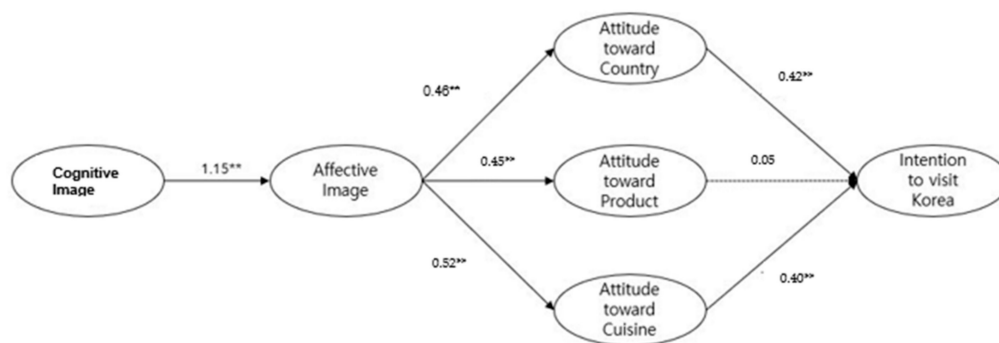 Attitude
toward
Country
0.46**
0.42**
Cognitive
Image
1.15**
Affective
Image
0.45**
Attitude
toward
Product
0.05
Intention
to visit
Korea
0.52**
0.40**
Attitude
toward
Cuisine